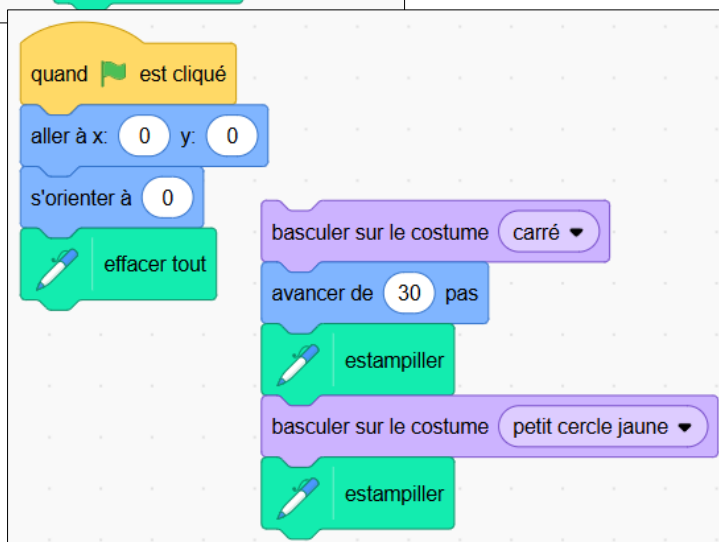 quand est cliqué
aller à x: 0 y: 0
s'orienter à 0
effacer tout
basculer sur le costume carré
avancer de 30 pas
estampiller
basculer sur le costume petit cercle jaune
estampiller